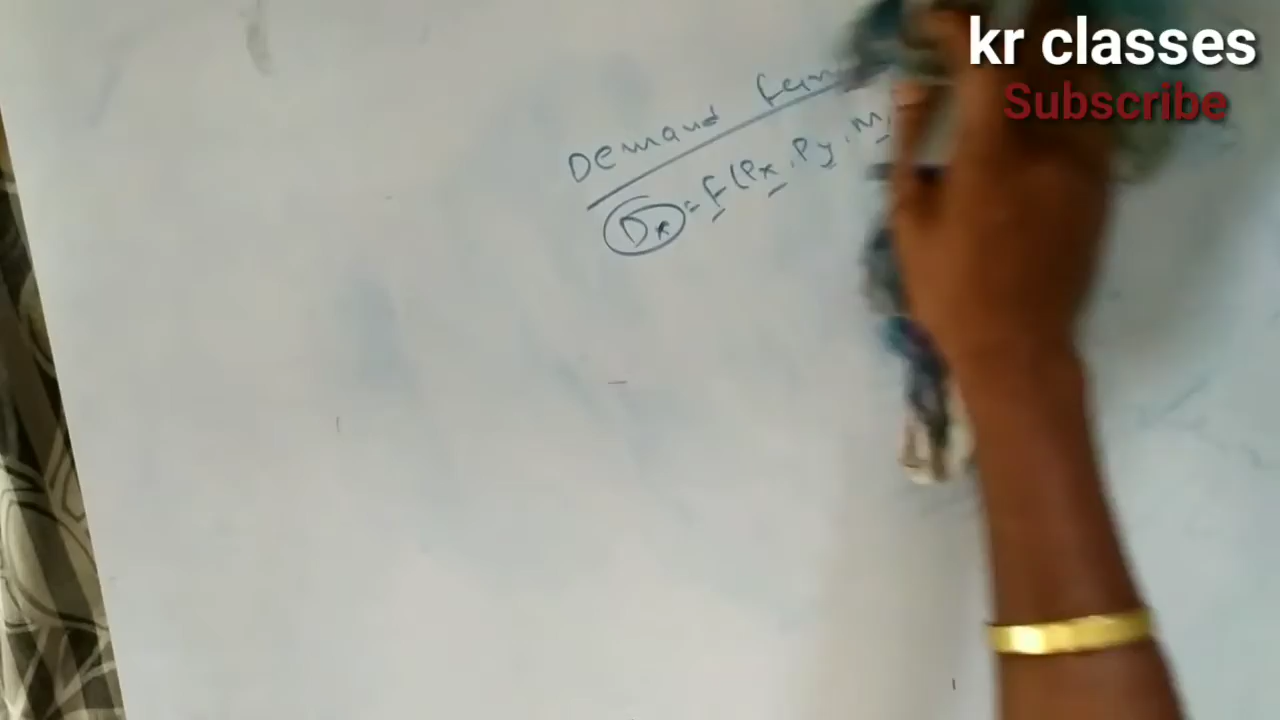 kr classes
Subscribe
Demand
Dx = f (Px, Py, M,